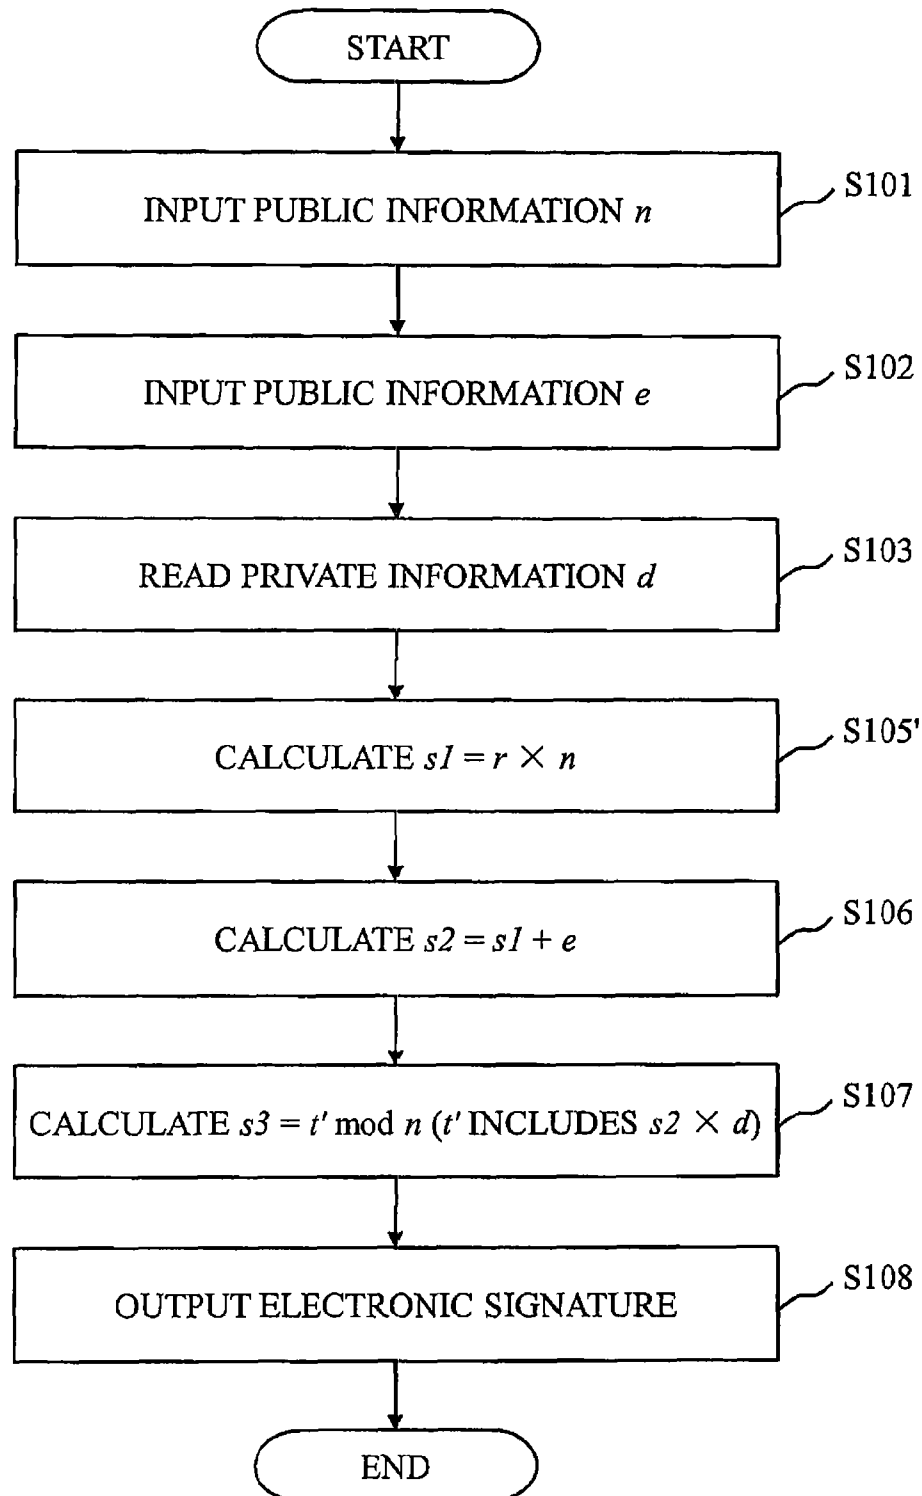 START
INPUT PUBLIC INFORMATION n
S101
INPUT PUBLIC INFORMATION e
S102
READ PRIVATE INFORMATION d
S103
CALCULATE s1 = r × n
S105'
CALCULATE s2 = s1 + e
S106
CALCULATE s3 = t' mod n (t' INCLUDES s2 × d)
S107
OUTPUT ELECTRONIC SIGNATURE
S108
END